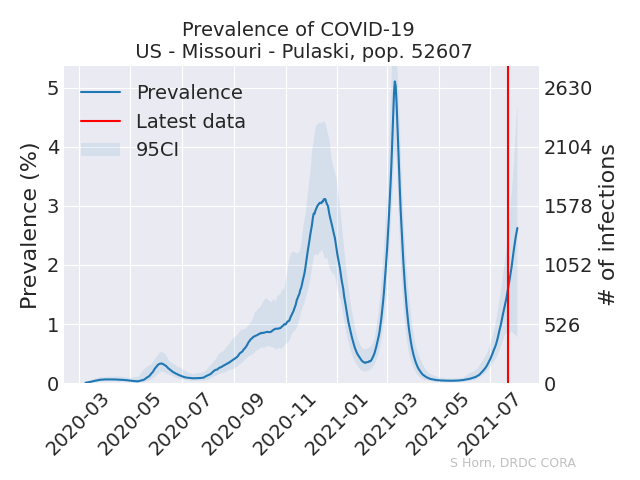 Prevalence of COVID-19
US - Missouri - Pulaski, pop. 52607
Prevalence
Latest data
95CI
Prevalence (%)
5
4
3
2
1
0
2630
2104
1578
1052
526
0
# of infections
2020-03
2020-05
2020-07
2020-09
2020-11
2021-01
2021-03
2021-05
2021-07
S Horn, DRDC CORA